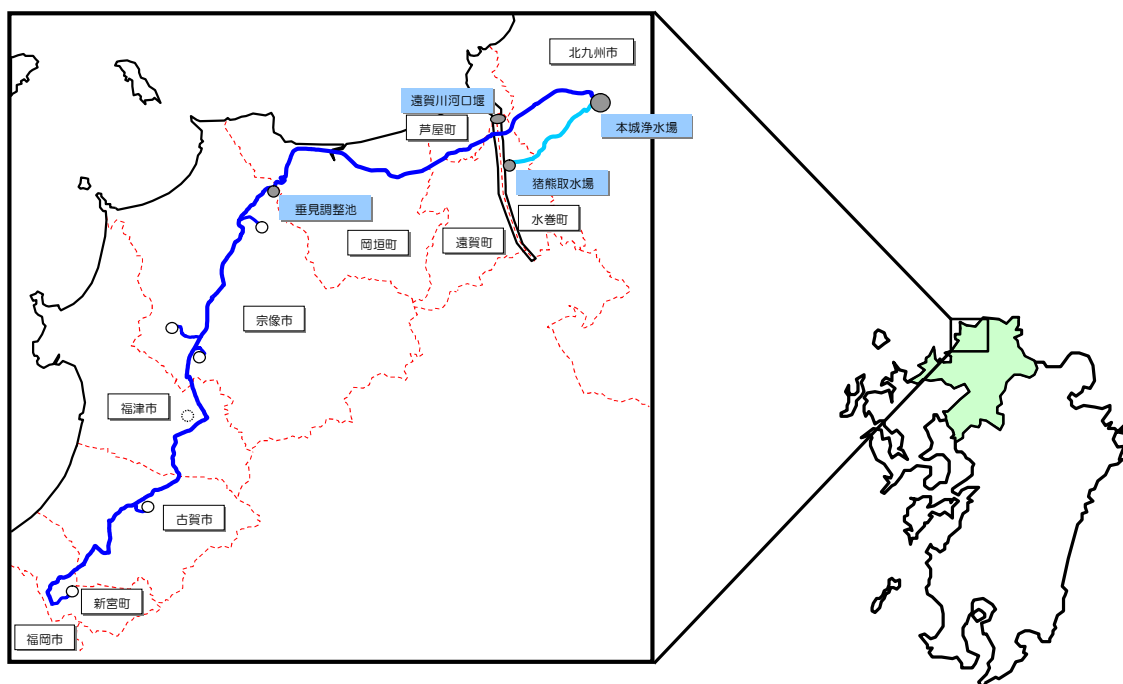 北九州市
遠賀川河口堰
芦屋町
本城浄水場
猪熊取水場
垂見調整池
水巻町
岡垣町
遠賀町
宗像市
福津市
古賀市
新宮町
福岡市